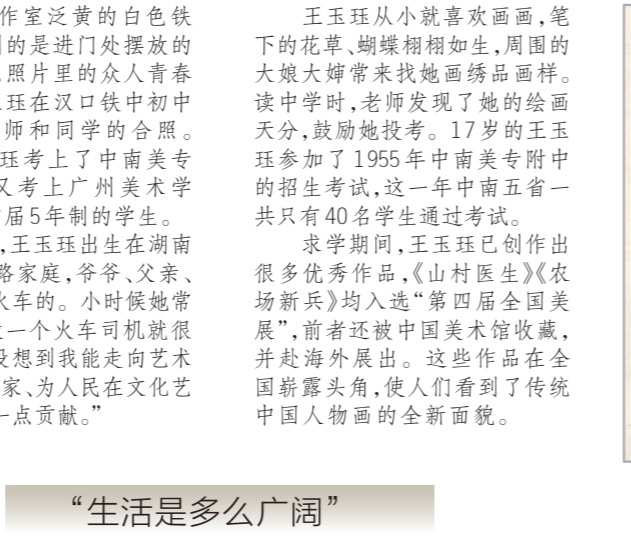 作室泛黄的白色铁
的是进门处摆放的
照片里的众人青春
珏在汉口铁中初中
师和同学的合照。
珏考上了中南美专
又考上广州美术学
届5年制的学生。
,王玉珏出生在湖南
路家庭,爷爷、父亲、
火车的。小时候她常
一个火车司机就很
没想到我能走向艺术
家、为人民在文化艺
一点贡献。”
王玉珏从小就喜欢画画,笔
下的花草、蝴蝶栩栩如生,周围的
大娘大婶常来找她画绣品画样。
读中学时,老师发现了她的绘画
天分,鼓励她投考。17岁的王玉
珏参加了1955年中南美专附中
的招生考试,这一年中南五省一
共只有40名学生通过考试。
求学期间,王玉珏已创作出
很多优秀作品,《山村医生》《农
场新兵》均入选“第四届全国美
展”,前者还被中国美术馆收藏,
并赴海外展出。这些作品在全
国崭露头角,使人们看到了传统
中国人物画的全新面貌。
“生活是多么广阔”